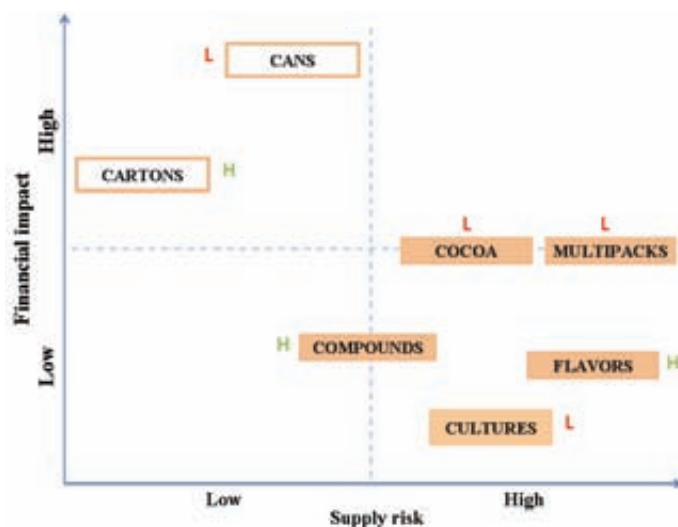 L
CANS
High
CARTONS
H
L
L
COCOA
MULTIPACKS
Financial impact
H
COMPOUNDS
Low
FLAVORS
H
CULTURES
L
Low
High
Supply risk